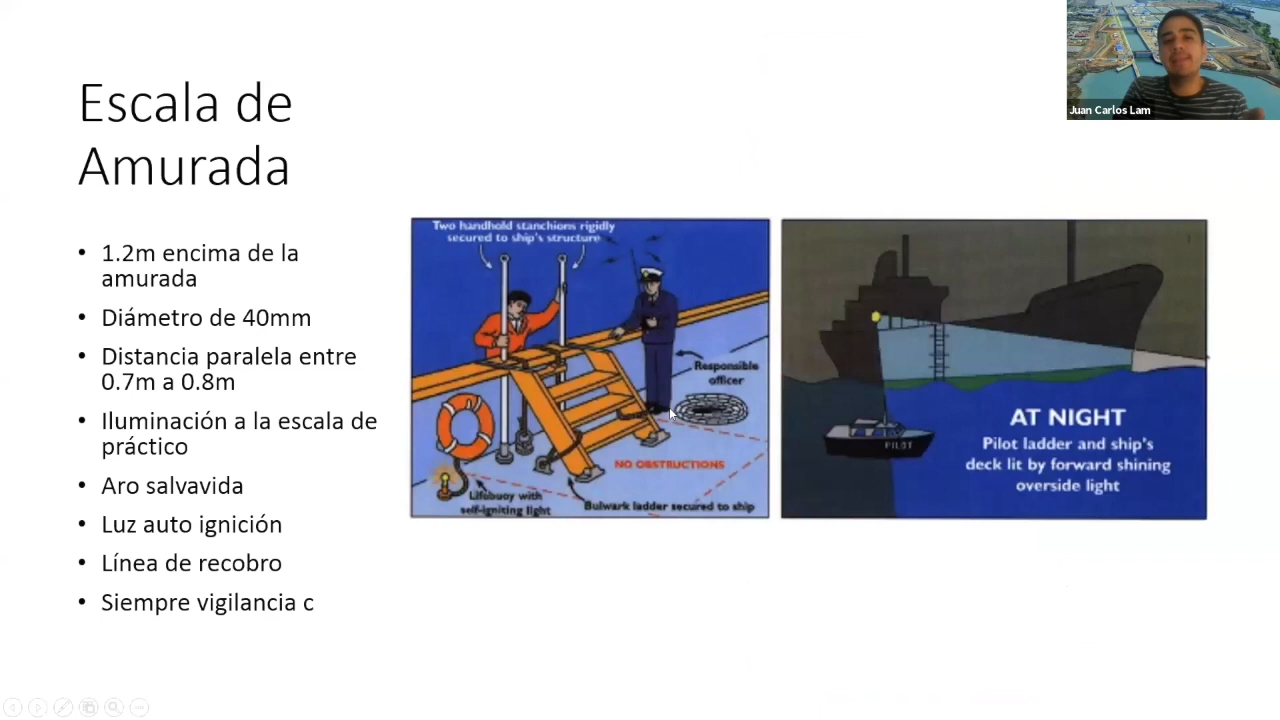 Juan Carlos Lam
Escala de
Amurada
• 1.2m encima de la
amurada
• Diámetro de 40mm
• Distancia paralela entre
0.7m a 0.8m
• Iluminación a la escala de
práctico
• Aro salvavida
• Luz auto ignición
• Línea de recobro
• Siempre vigilancia c
Two handhold stanchions rigidly
secured to ship's structure
Responsible
officer
NO OBSTRUCTIONS
Lifebuoy with
self-igniting light
Bulwark ladder secured to ship
PILOT
AT NIGHT
Pilot ladder and ship's
deck lit by forward shining
overside light